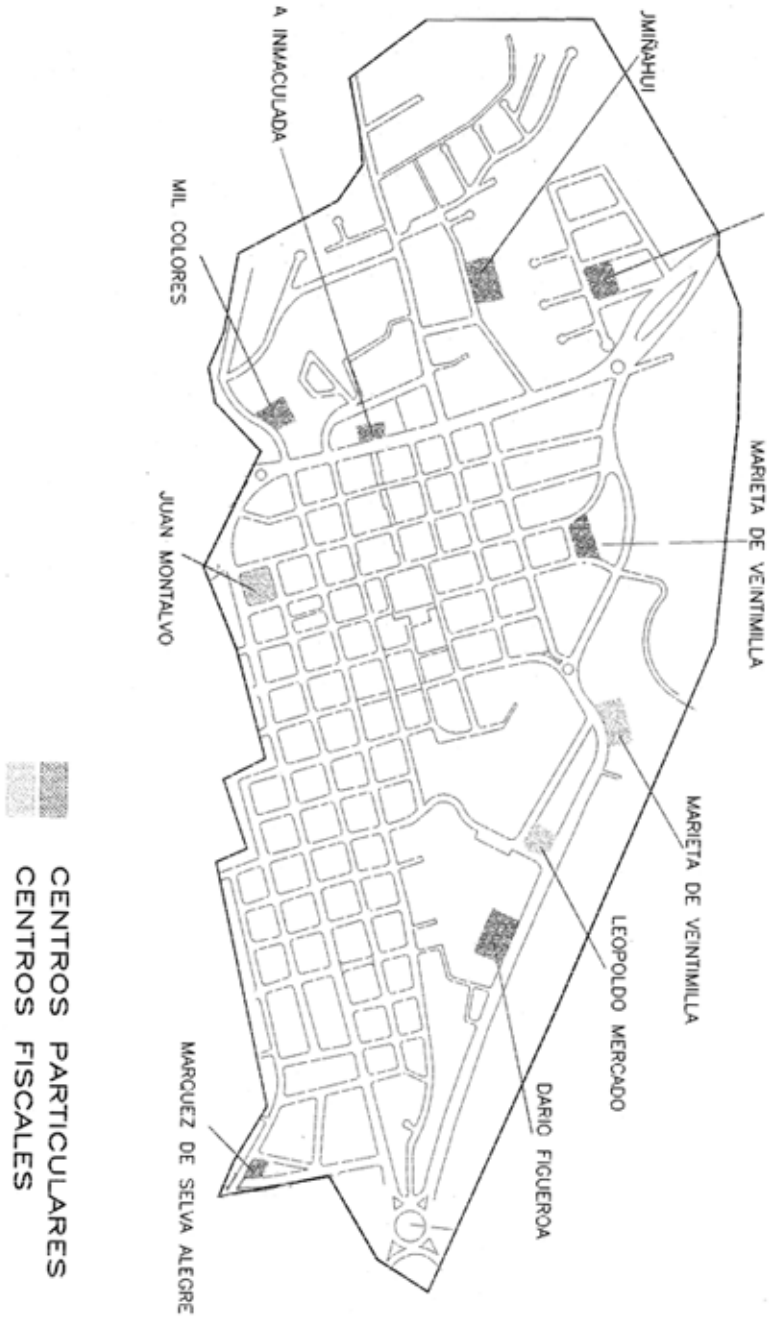 JMIÑAHUI
A INMACULADA
MIL COLORES
MARIETA DE VEINTIMILLA
JUAN MONTALVO
MARIETA DE VEINTIMILLA
LEOPOLDO MERCADO
DARIO FIGUEROA
MARQUEZ DE SELVA ALEGRE
CENTROS PARTICULARES
CENTROS FISCALES